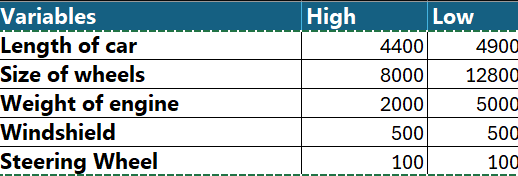 Variables High Low
Length of car 4400 4900
Size of wheels 8000 12800
Weight of engine 2000 5000
Windshield 500 500
Steering Wheel 100 100